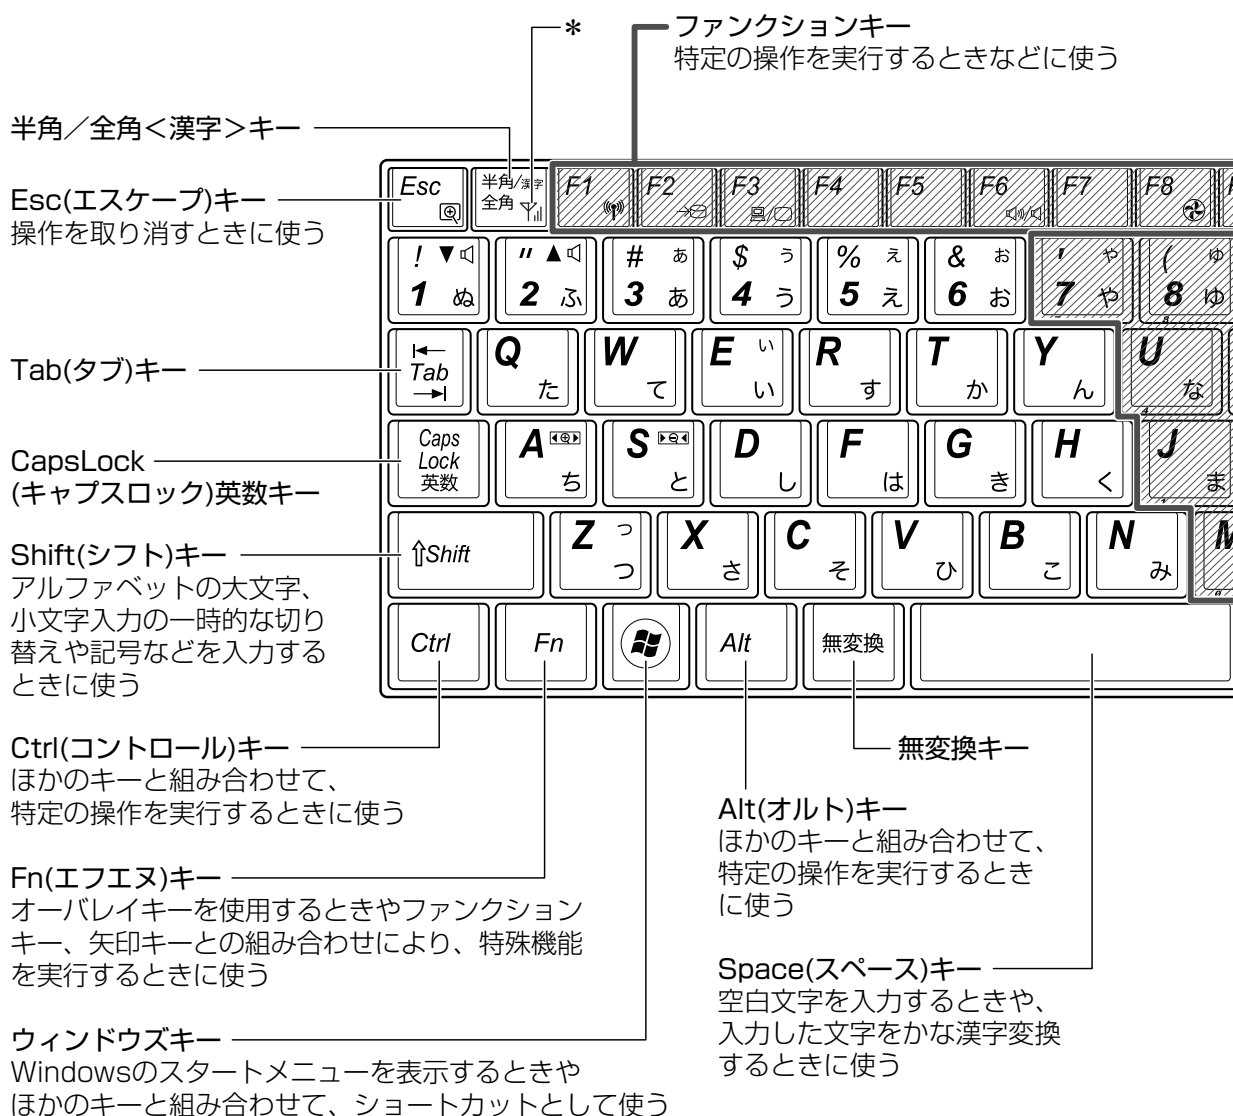 ＊
ファンクションキー
特定の操作を実行するときなどに使う
半角／全角＜漢字＞キー
Esc(エスケープ)キー
操作を取り消すときに使う
Tab(タブ)キー
CapsLock
(キャプスロック)英数キー
Shift(シフト)キー
アルファベットの大文字、
小文字入力の一時的な切り
替えや記号などを入力する
ときに使う
Ctrl(コントロール)キー
ほかのキーと組み合わせて、
特定の操作を実行するときに使う
Fn(エフエヌ)キー
オーバレイキーを使用するときやファンクション
キー、矢印キーとの組み合わせにより、特殊機能
を実行するときに使う
ウィンドウズキー
Windowsのスタートメニューを表示するときや
ほかのキーと組み合わせて、ショートカットとして使う
Esc 半角/漢字 F1 F2 F3 F4 F5 F6 F7 F8
全角
! ▼ " ▲ # ぁ $ ぅ % ぇ & ぉ ' ゃ ( ゅ
1 ぬ 2 ふ 3 あ 4 う 5 え 6 お 7 や 8 ゆ
Tab Q た W て E ぃ い R す T か Y ん U な
Caps
Lock
英数
A ち S と D し F は G き H く J ま
⇧Shift Z っ つ X さ C そ V ひ B こ N み M
Ctrl Fn Alt 無変換
無変換キー
Alt(オルト)キー
ほかのキーと組み合わせて、
特定の操作を実行するとき
に使う
Space(スペース)キー
空白文字を入力するときや、
入力した文字をかな漢字変換
するときに使う